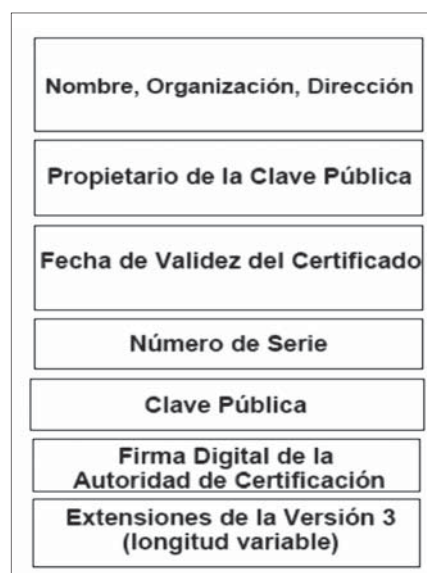 Nombre, Organización, Dirección
Propietario de la Clave Pública
Fecha de Validez del Certificado
Número de Serie
Clave Pública
Firma Digital de la
Autoridad de Certificación
Extensiones de la Versión 3
(longitud variable)